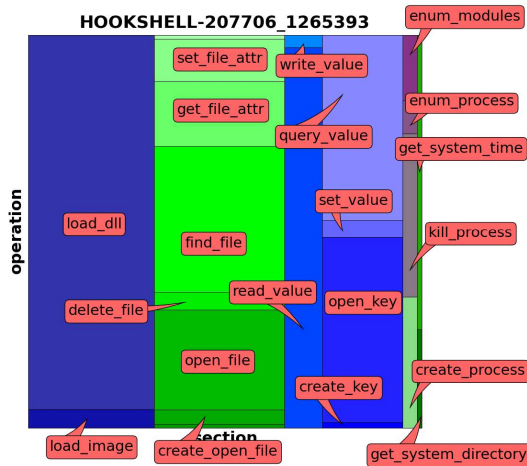 HOOKSHELL-207706_1265393
enum_modules
set_file_attr
write_value
get_file_attr
enum_process
query_value
get_system_time
set_value
load_dll
find_file
kill_process
operation
read_value
open_key
delete_file
open_file
create_key
create_process
section
load_image
create_open_file
get_system_directory